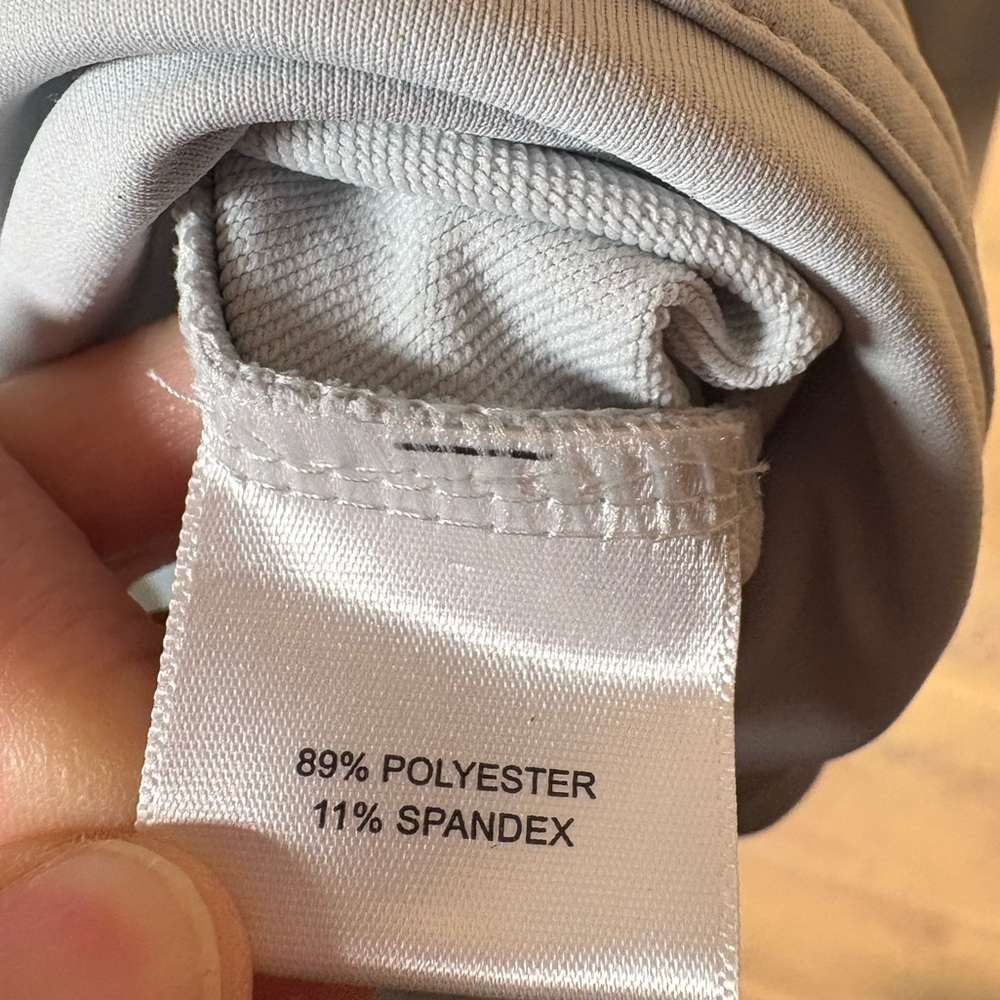 89% POLYESTER
11% SPANDEX